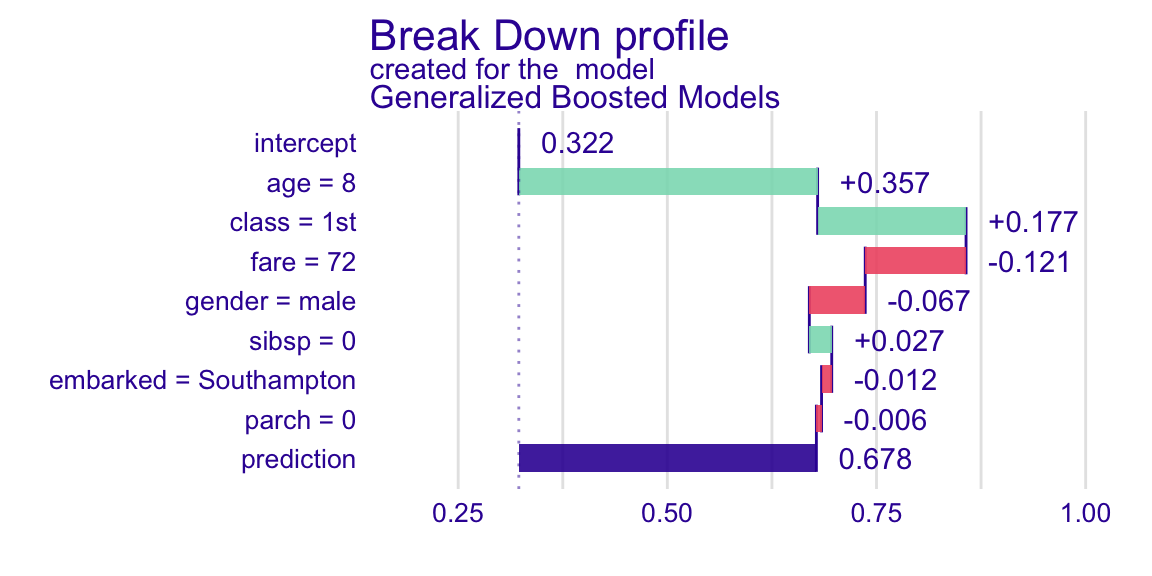 Break Down profile
created for the  model
Generalized Boosted Models
intercept 0.322
age = 8 +0.357
class = 1st +0.177
fare = 72 -0.121
gender = male -0.067
sibsp = 0 +0.027
embarked = Southampton -0.012
parch = 0 -0.006
prediction 0.678
0.25 0.50 0.75 1.00